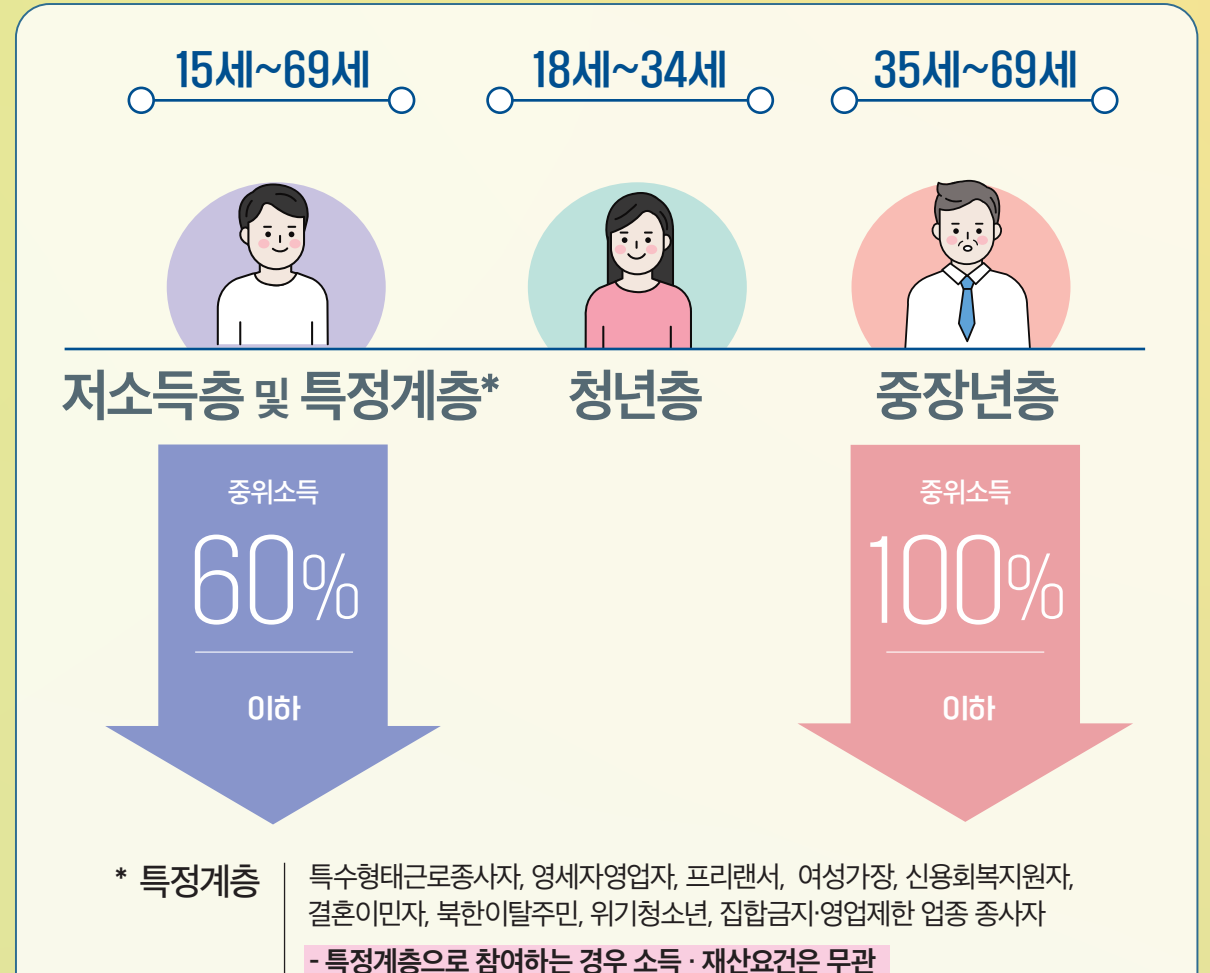 15세~69세
18세~34세
35세~69세
저소득층 및 특정계층*
청년층
중장년층
중위소득
60%
이하
중위소득
100%
이하
* 특정계층
특수형태근로종사자, 영세자영업자, 프리랜서, 여성가장, 신용회복지원자,
결혼이민자, 북한이탈주민, 위기청소년, 집합금지·영업제한 업종 종사자
- 특정계층으로 참여하는 경우 소득 · 재산요건은 무관